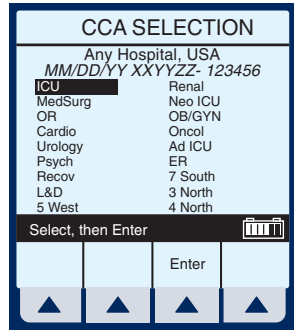 CCA SELECTION
Any Hospital, USA
MM/DD/YY XXYYZZ- 123456
ICU
MedSurg
OR
Cardio
Urology
Psych
Recov
L&D
5 West
Renal
Neo ICU
OB/GYN
Oncol
Ad ICU
ER
7 South
3 North
4 North
Select, then Enter
Enter